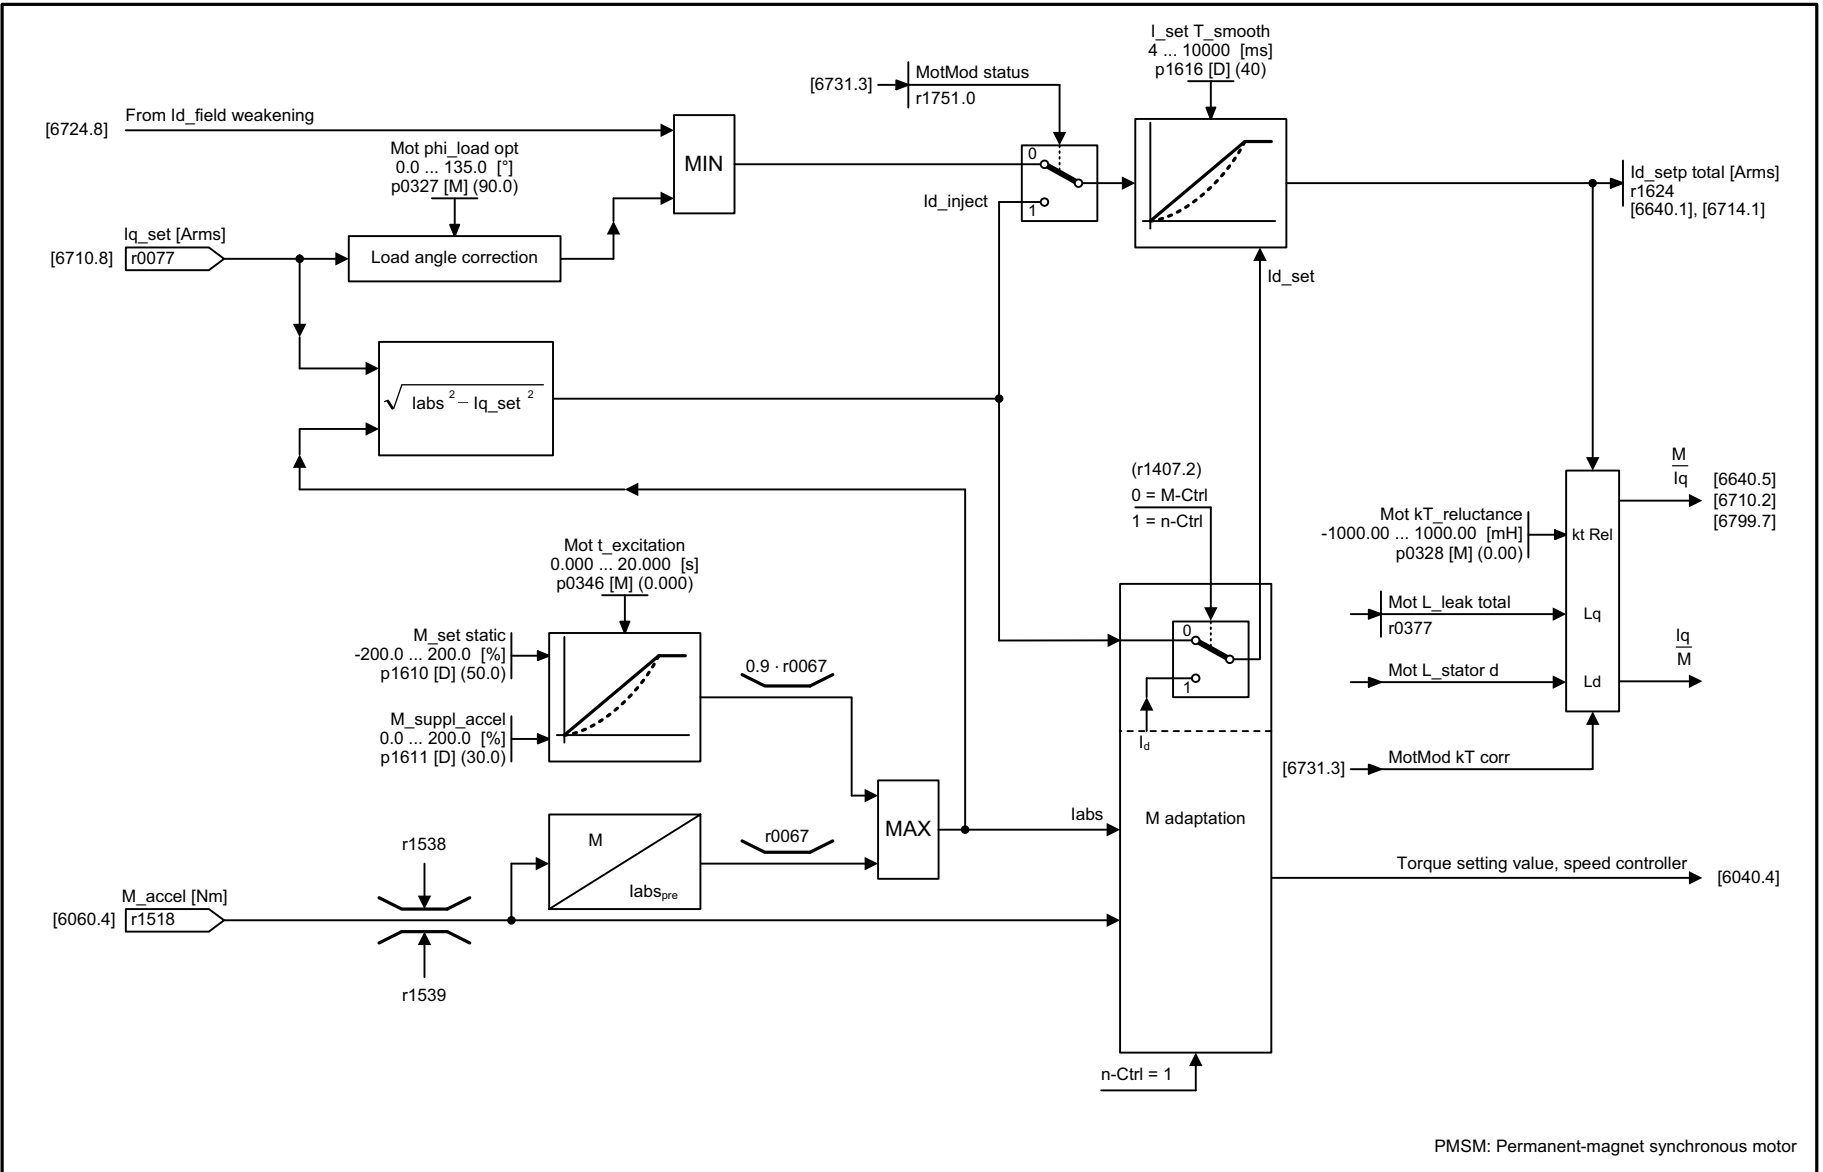 I_set T_smooth
4 ... 10000 [ms]
p1616 [D] (40)
[6731.3]
MotMod status
r1751.0
[6724.8]
From Id_field weakening
Mot phi_load opt
0.0 ... 135.0 [°]
p0327 [M] (90.0)
MIN
0
1
Id_inject
Id_setp total [Arms]
r1624
[6640.1], [6714.1]
Iq_set [Arms]
[6710.8]
r0077
Load angle correction
Id_set
√ Iabs ² – Iq_set ²
(r1407.2)
0 = M-Ctrl
1 = n-Ctrl
M
Iq
[6640.5]
[6710.2]
[6799.7]
Mot kT_reluctance
-1000.00 ... 1000.00 [mH]
p0328 [M] (0.00)
kt Rel
Mot t_excitation
0.000 ... 20.000 [s]
p0346 [M] (0.000)
Mot L_leak total
r0377
Lq
M_set static
-200.0 ... 200.0 [%]
p1610 [D] (50.0)
0.9 · r0067
0
1
Iq
M
Mot L_stator d
Ld
M_suppl_accel
0.0 ... 200.0 [%]
p1611 [D] (30.0)
Id
[6731.3]
MotMod kT corr
MAX
Iabs
M adaptation
r1538
M
Iabspre
r0067
Torque setting value, speed controller
[6040.4]
M_accel [Nm]
[6060.4]
r1518
r1539
n-Ctrl = 1
PMSM: Permanent-magnet synchronous motor